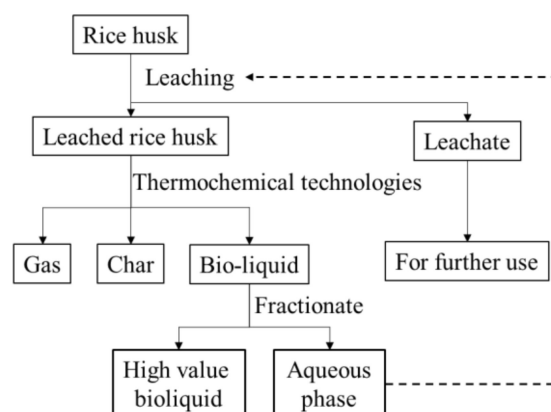 Rice husk
Leaching
Leached rice husk
Leachate
Thermochemical technologies
Gas
Char
Bio-liquid
For further use
Fractionate
High value
bioliquid
Aqueous
phase